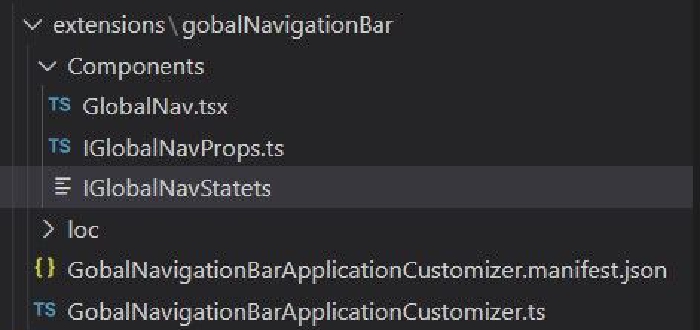 extensions\gobalNavigationBar
Components
TS GlobalNav.tsx
TS IGlobalNavProps.ts
IGlobalNavStatets
loc
{} GobalNavigationBarApplicationCustomizer.manifest.json
TS GobalNavigationBarApplicationCustomizer.ts